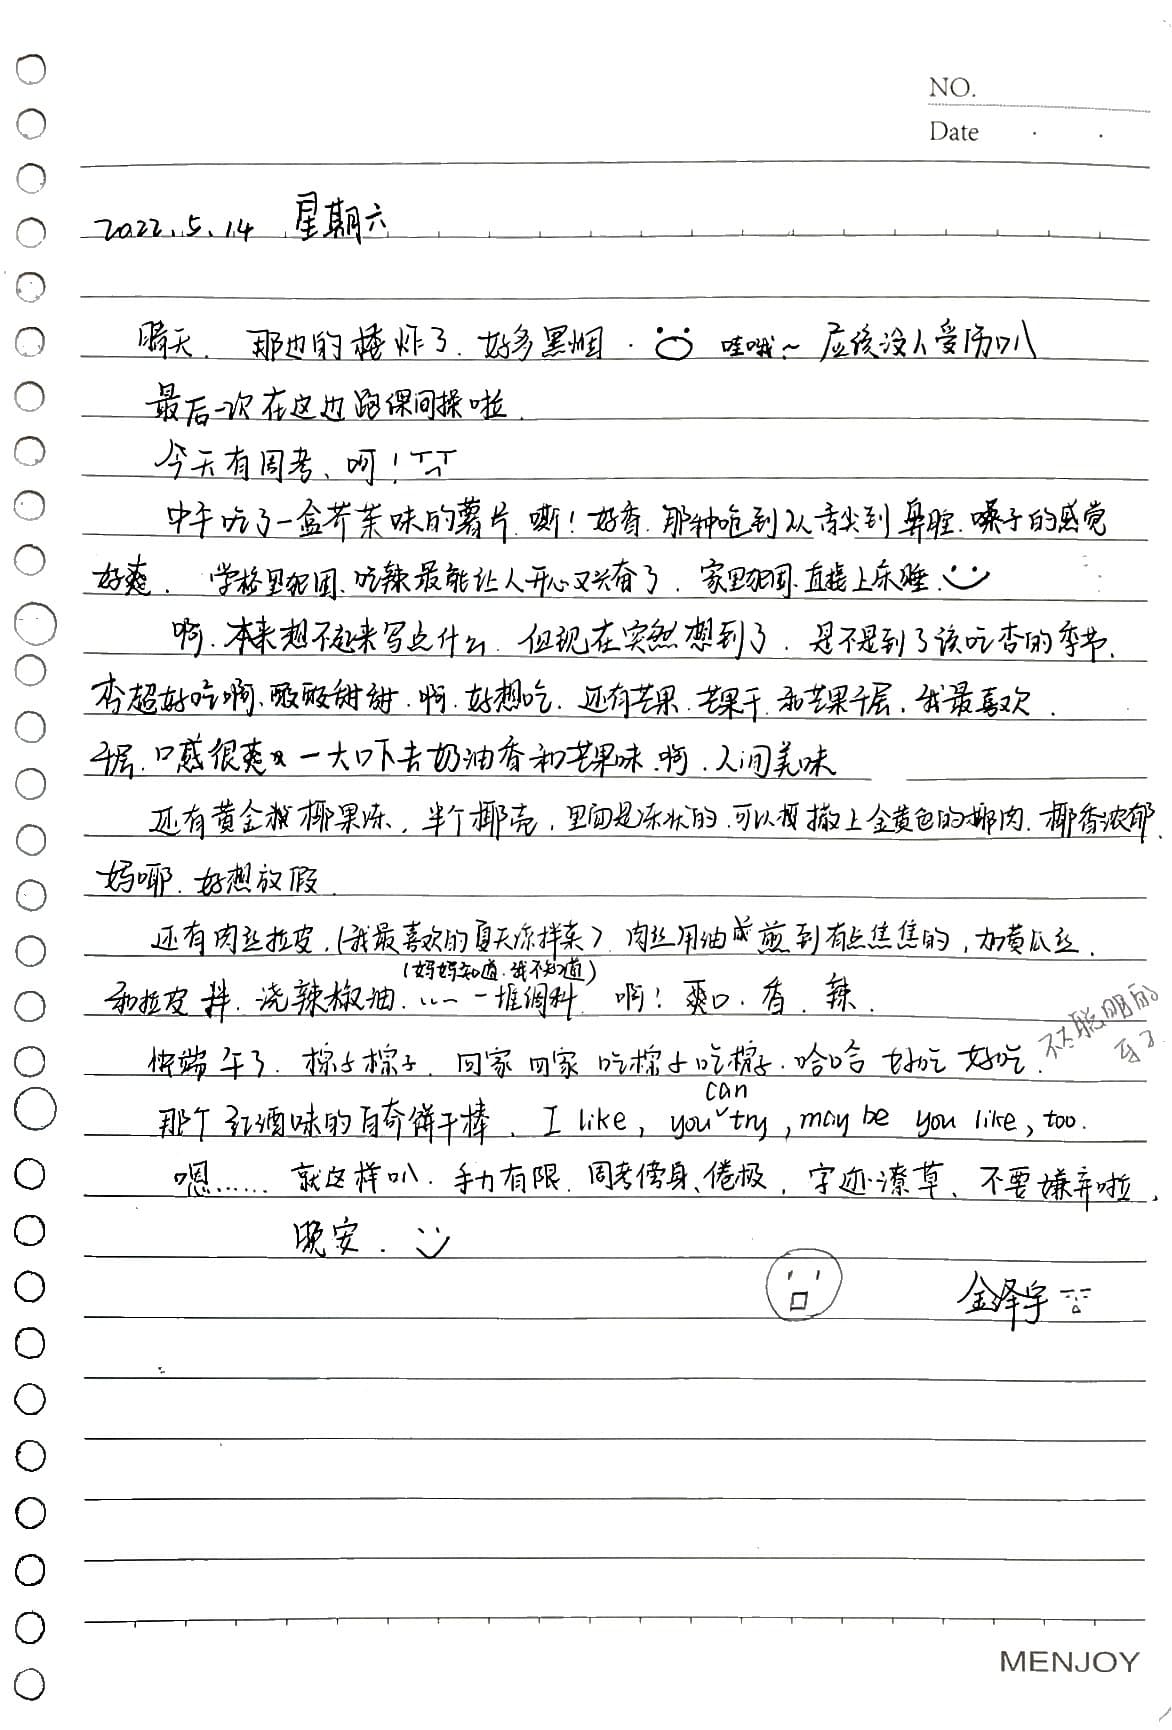 NO.
Date
2022.5.14 星期六
晴天. 那边的楼炸了. 好多黑烟. 哇哦~ 应该没人受伤叭
最后一次在这边跑课间操啦.
今天有周考、呵!
中午吃了一盒芥茉味的薯片. 嘶! 好香. 那种呛到从舌尖到鼻腔. 嗓子的感觉
好爽. 学校里犯困. 吃辣最能让人开心又兴奋了. 家里犯困. 直接上床睡.
啊. 本来想不起来写点什么. 但现在突然想到了. 是不是到了该吃杏的季节.
杏超好吃啊、酸酸甜甜. 啊. 好想吃. 还有芒果. 芒果干. 和芒果千层. 我最喜欢
千层. 口感很爽 一大口下去奶油香和芒果味. 啊. 人间美味
还有黄金椰果冻, 半个椰壳, 里面是冻状的. 可以撒上金黄色的椰肉. 椰香浓郁.
妈耶. 好想放假.
还有肉丝拉皮. (我最喜欢的夏天凉拌菜) 肉丝用油煎到有点焦焦的, 加黄瓜丝.
(妈妈知道. 我不知道)
和拉皮 拌. 浇辣椒油. …… 一堆调料. 啊! 爽口. 香. 辣.
快端午了. 粽子粽子. 回家 回家 吃粽子吃粽子. 哈哈 好吃 好吃. 不太聪明的
牙了
can
那个红酒味的百奇饼干棒. I like, youˇtry, may be you like, too.
嗯…… 就这样叭. 手力有限. 周考傍身、倦极, 字迹潦草、不要嫌弃啦,
晚安.
金泽宇
MENJOY